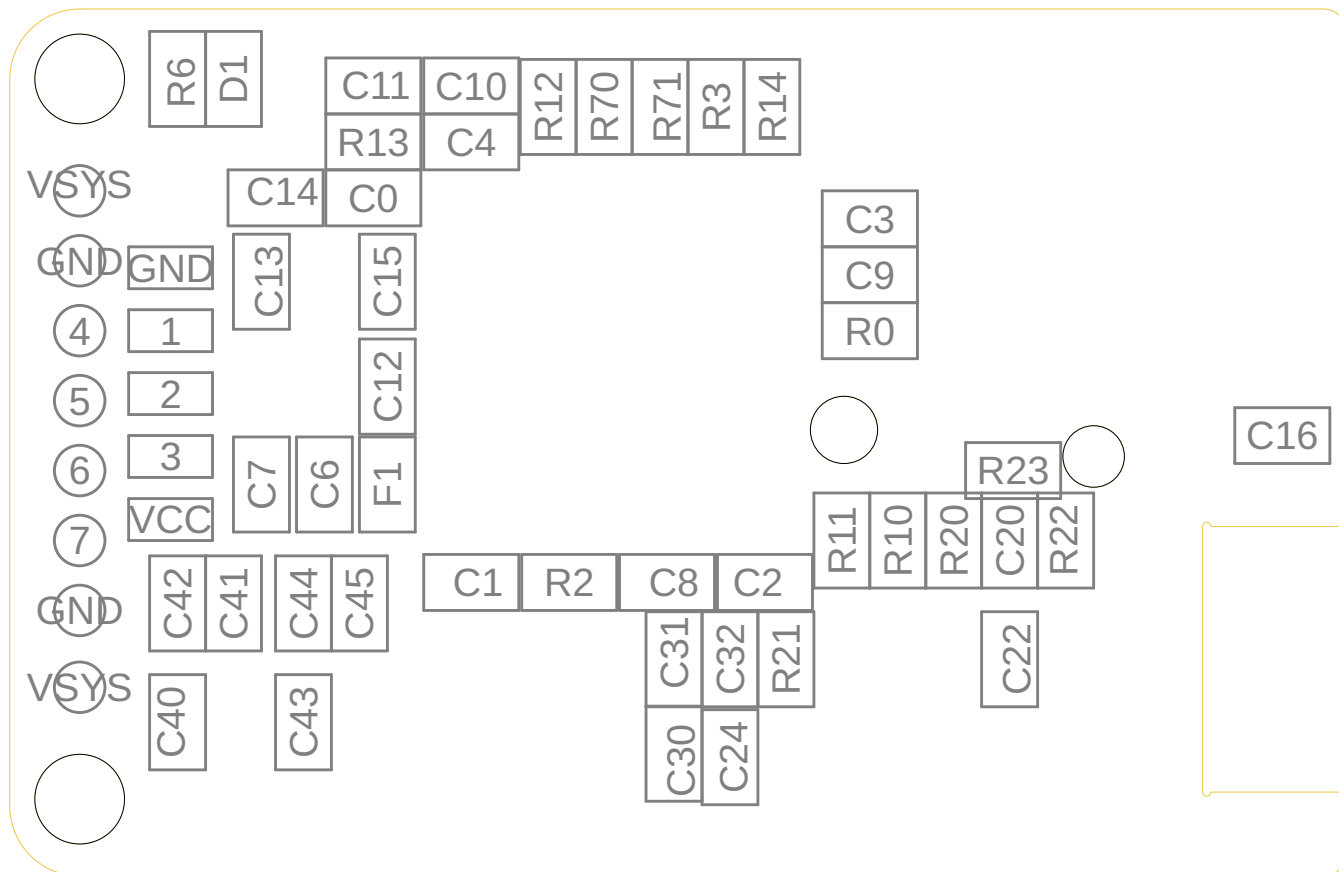 R6 D1
C11 C10 R12 R70 R71 R3 R14
R13 C4
VSYS C14 C0
C3
GND GND C13 C15 C9
4 1 R0
5 2 C12
C16
6 3 C7 C6 F1 R23
7 VCC R11 R10 R20 C20 R22
GND C42 C41 C44 C45 C1 R2 C8 C2
C31 C32 R21 C22
VSYS C40 C43
C30 C24